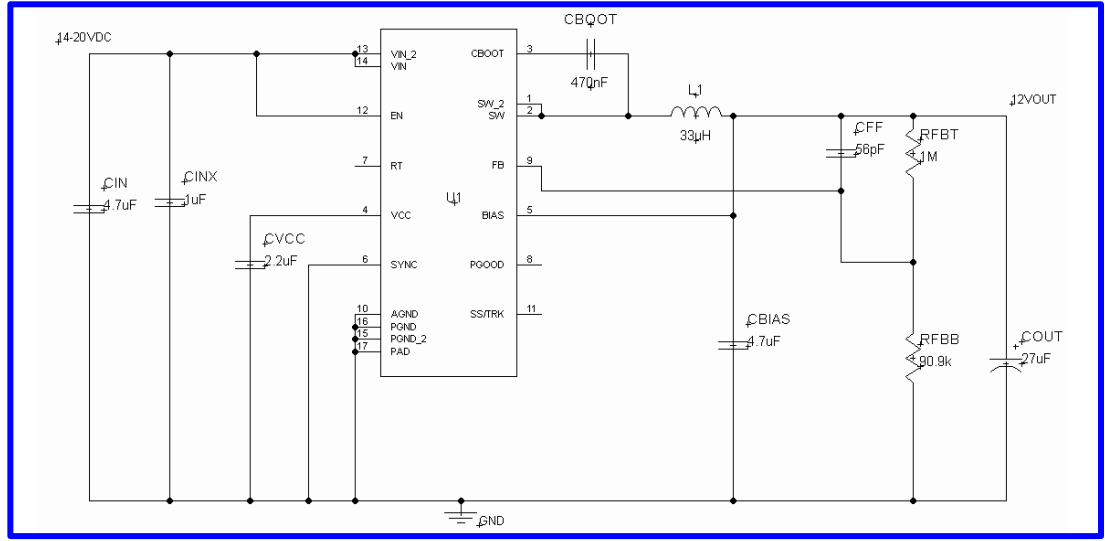 14-20VDC
CBOOT
470nF
13 VIN_2
14 VIN
CBOOT 3
12 EN
SW_2 1
SW 2
L1
33µH
12VOUT
CFF
56pF
RFBT
1M
7 RT
FB 9
CIN
4.7uF
CINX
1uF
U1
4 VCC
BIAS 5
CVCC
2.2uF
6 SYNC
PGOOD 8
10 AGND
16 PGND
15 PGND_2
17 PAD
SS/TRK 11
CBIAS
4.7uF
RFBB
90.9k
COUT
27uF
GND